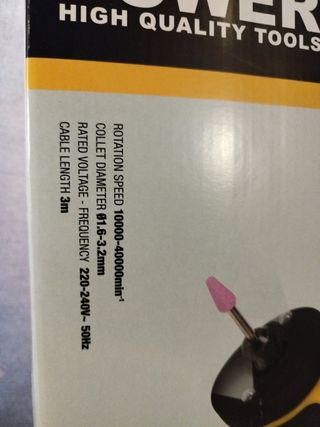 HIGH QUALITY TOOLS
ROTATION SPEED 10000-40000min⁻¹
COLLET DIAMETER Ø1.6-3.2mm
RATED VOLTAGE - FREQUENCY 220-240V~ 50Hz
CABLE LENGTH 3m